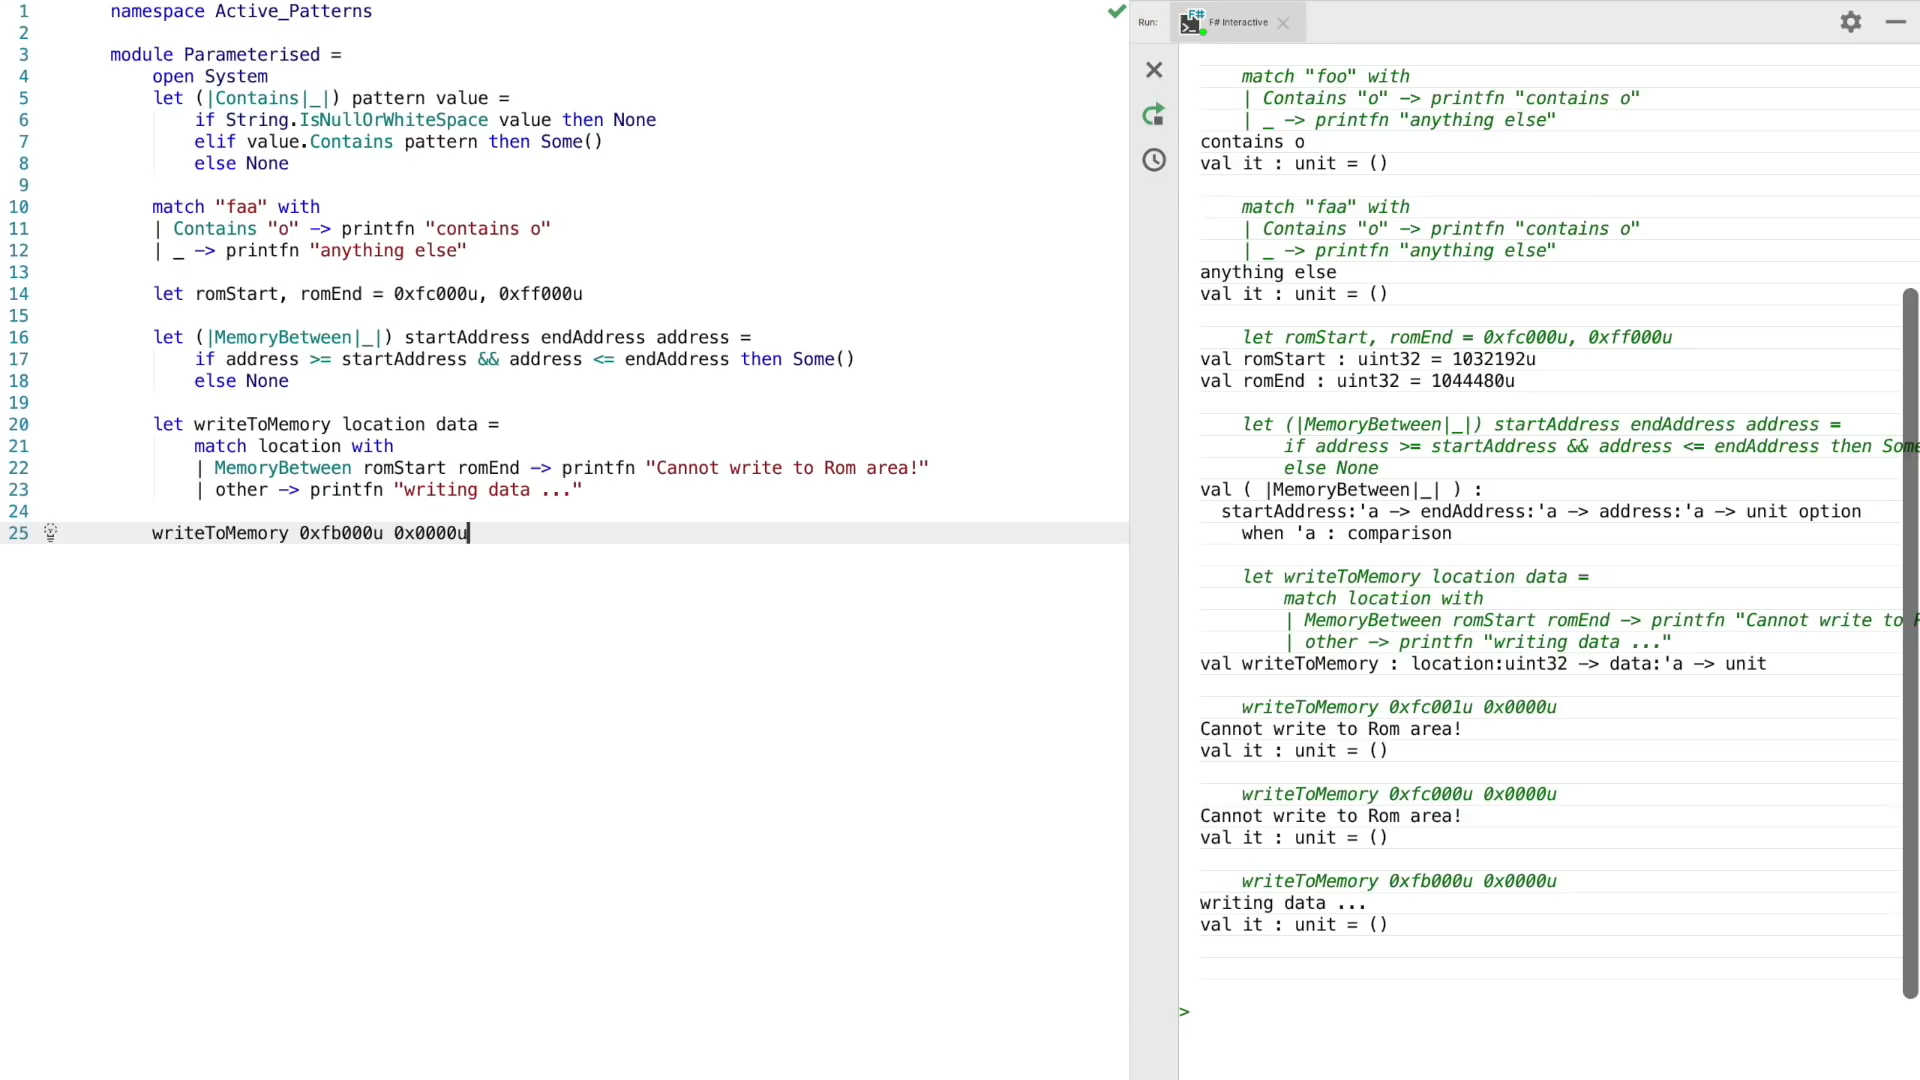 1 namespace Active_Patterns
2
3 module Parameterised =
4 open System
5 let (|Contains|_|) pattern value =
6 if String.IsNullOrWhiteSpace value then None
7 elif value.Contains pattern then Some()
8 else None
9
10 match "faa" with
11 | Contains "o" -> printfn "contains o"
12 | _ -> printfn "anything else"
13
14 let romStart, romEnd = 0xfc000u, 0xff000u
15
16 let (|MemoryBetween|_|) startAddress endAddress address =
17 if address >= startAddress && address <= endAddress then Some()
18 else None
19
20 let writeToMemory location data =
21 match location with
22 | MemoryBetween romStart romEnd -> printfn "Cannot write to Rom area!"
23 | other -> printfn "writing data ..."
24
25 writeToMemory 0xfb000u 0x0000u
Run: F# Interactive
match "foo" with
| Contains "o" -> printfn "contains o"
| _ -> printfn "anything else"
contains o
val it : unit = ()
match "faa" with
| Contains "o" -> printfn "contains o"
| _ -> printfn "anything else"
anything else
val it : unit = ()
let romStart, romEnd = 0xfc000u, 0xff000u
val romStart : uint32 = 1032192u
val romEnd : uint32 = 1044480u
let (|MemoryBetween|_|) startAddress endAddress address =
if address >= startAddress && address <= endAddress then Some
else None
val ( |MemoryBetween|_| ) :
startAddress:'a -> endAddress:'a -> address:'a -> unit option
when 'a : comparison
let writeToMemory location data =
match location with
| MemoryBetween romStart romEnd -> printfn "Cannot write to R
| other -> printfn "writing data ..."
val writeToMemory : location:uint32 -> data:'a -> unit
writeToMemory 0xfc001u 0x0000u
Cannot write to Rom area!
val it : unit = ()
writeToMemory 0xfc000u 0x0000u
Cannot write to Rom area!
val it : unit = ()
writeToMemory 0xfb000u 0x0000u
writing data ...
val it : unit = ()
>